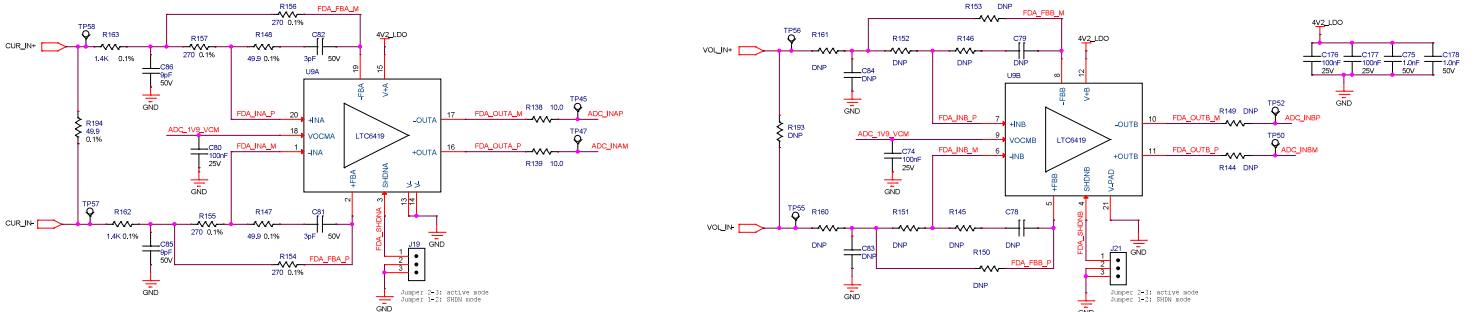 R156
FDA_FBA_M
270 0.1%
TP58
CUR_IN+
R163
1.4K 0.1%
R157
270 0.1%
R148
49.9 0.1%
C82
3pF 50V
4V2_LDO
C86
9pF
50V
GND
U9A
19
15
-FBA
V+A
R194
49.9
0.1%
FDA_INA_P
20
+INA
ADC_1V9_VCM
18
VOCMA
FDA_INA_M
1
-INA
LTC6419
C80
100nF
25V
GND
-OUTA
17
FDA_OUTA_M
R138 10.0
TP45
ADC_INAP
TP47
+OUTA
16
FDA_OUTA_P
R139 10.0
ADC_INAM
+FBA
SHDNA
V-
V-
2
3
13
14
FDA_SHDNA
GND
TP57
CUR_IN-
R162
1.4K 0.1%
R155
270 0.1%
R147
49.9 0.1%
C81
3pF 50V
C85
9pF
50V
GND
R154
FDA_FBA_P
270 0.1%
J19
1
2
3
GND
Jumper 2-3: active mode
Jumper 1-2: SHDN mode
R153
DNP
FDA_FBB_M
TP56
VOL_IN+
R161
DNP
R152
DNP
R146
DNP
C79
DNP
4V2_LDO
C84
DNP
GND
U9B
8
12
-FBB
V+B
R193
DNP
FDA_INB_P
7
+INB
ADC_1V9_VCM
9
VOCMB
FDA_INB_M
6
-INB
LTC6419
C74
100nF
25V
GND
-OUTB
10
FDA_OUTB_M
R149 DNP
TP52
ADC_INBP
TP50
+OUTB
11
FDA_OUTB_P
R144
DNP
ADC_INBM
+FBB
SHDNB
V-PAD
5
4
21
FDA_SHDNB
GND
TP55
VOL_IN-
R160
DNP
R151
DNP
R145
DNP
C78
DNP
C83
DNP
GND
R150
FDA_FBB_P
DNP
J21
1
2
3
GND
Jumper 2-3: active mode
Jumper 1-2: SHDN mode
4V2_LDO
C176
100nF
25V
C177
100nF
25V
C75
1.0nF
50V
C178
1.0nF
50V
GND